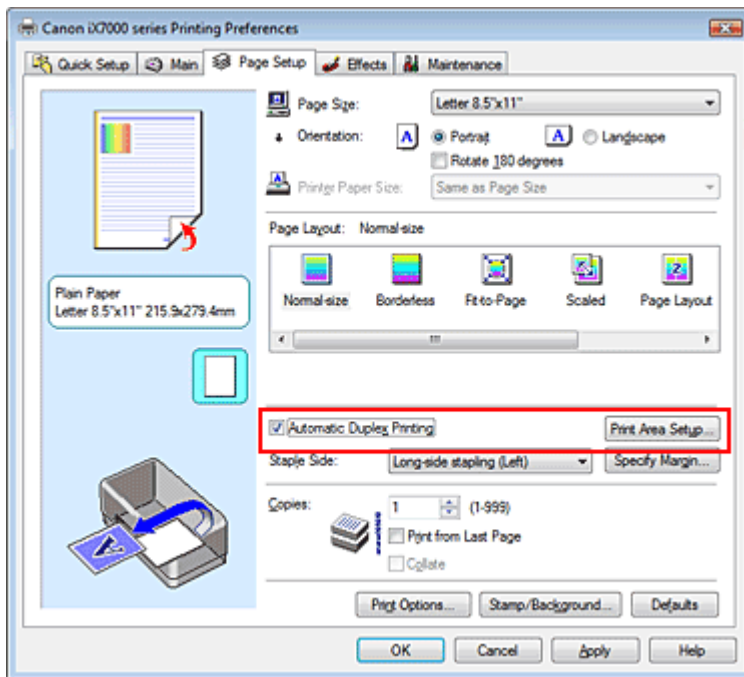 Canon iX7000 series Printing Preferences
Quick Setup Main Page Setup Effects Maintenance
Page Size: Letter 8.5"x11"
Orientation: A Portrait A Landscape
Rotate 180 degrees
Printer Paper Size: Same as Page Size
Page Layout: Normal-size
Normal-size Borderless Fit-to-Page Scaled Page Layout
Plain Paper
Letter 8.5"x11" 215.9x279.4mm
Automatic Duplex Printing Print Area Setup...
Staple Side: Long-side stapling (Left) Specify Margin...
Copies: 1 (1-999)
Print from Last Page
Collate
Print Options... Stamp/Background... Defaults
OK Cancel Apply Help